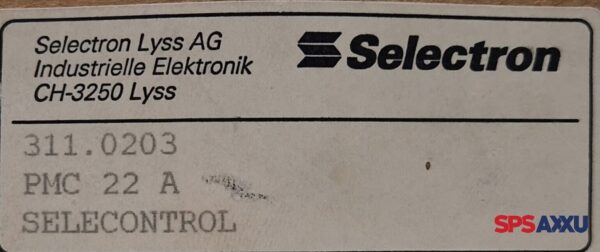 Selectron Lyss AG
Industrielle Elektronik
CH-3250 Lyss
Selectron
311.0203
PMC 22 A
SELECONTROL
SPSAXXU